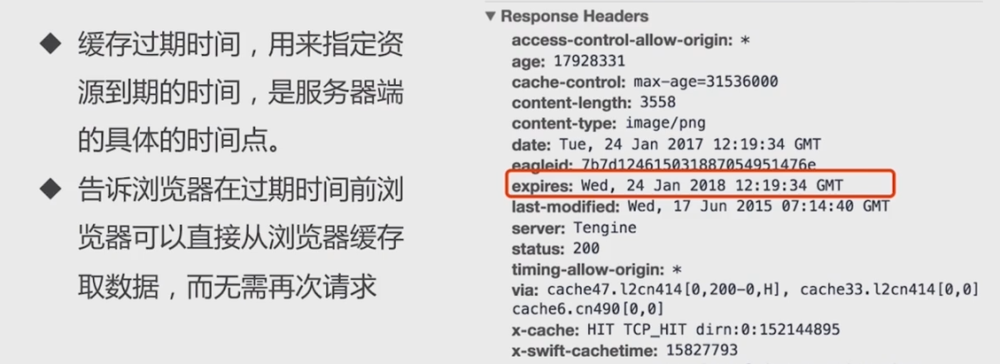 ◆ 缓存过期时间，用来指定资
源到期的时间，是服务器端
的具体的时间点。
◆ 告诉浏览器在过期时间前浏
览器可以直接从浏览器缓存
取数据，而无需再次请求
▼ Response Headers
access-control-allow-origin: *
age: 17928331
cache-control: max-age=31536000
content-length: 3558
content-type: image/png
date: Tue, 24 Jan 2017 12:19:34 GMT
eagleid: 7b7d124615031887054951476e
expires: Wed, 24 Jan 2018 12:19:34 GMT
last-modified: Wed, 17 Jun 2015 07:14:40 GMT
server: Tengine
status: 200
timing-allow-origin: *
via: cache47.l2cn414[0,200-0,H], cache33.l2cn414[0,0]
cache6.cn490[0,0]
x-cache: HIT TCP_HIT dirn:0:152144895
x-swift-cachetime: 15827793